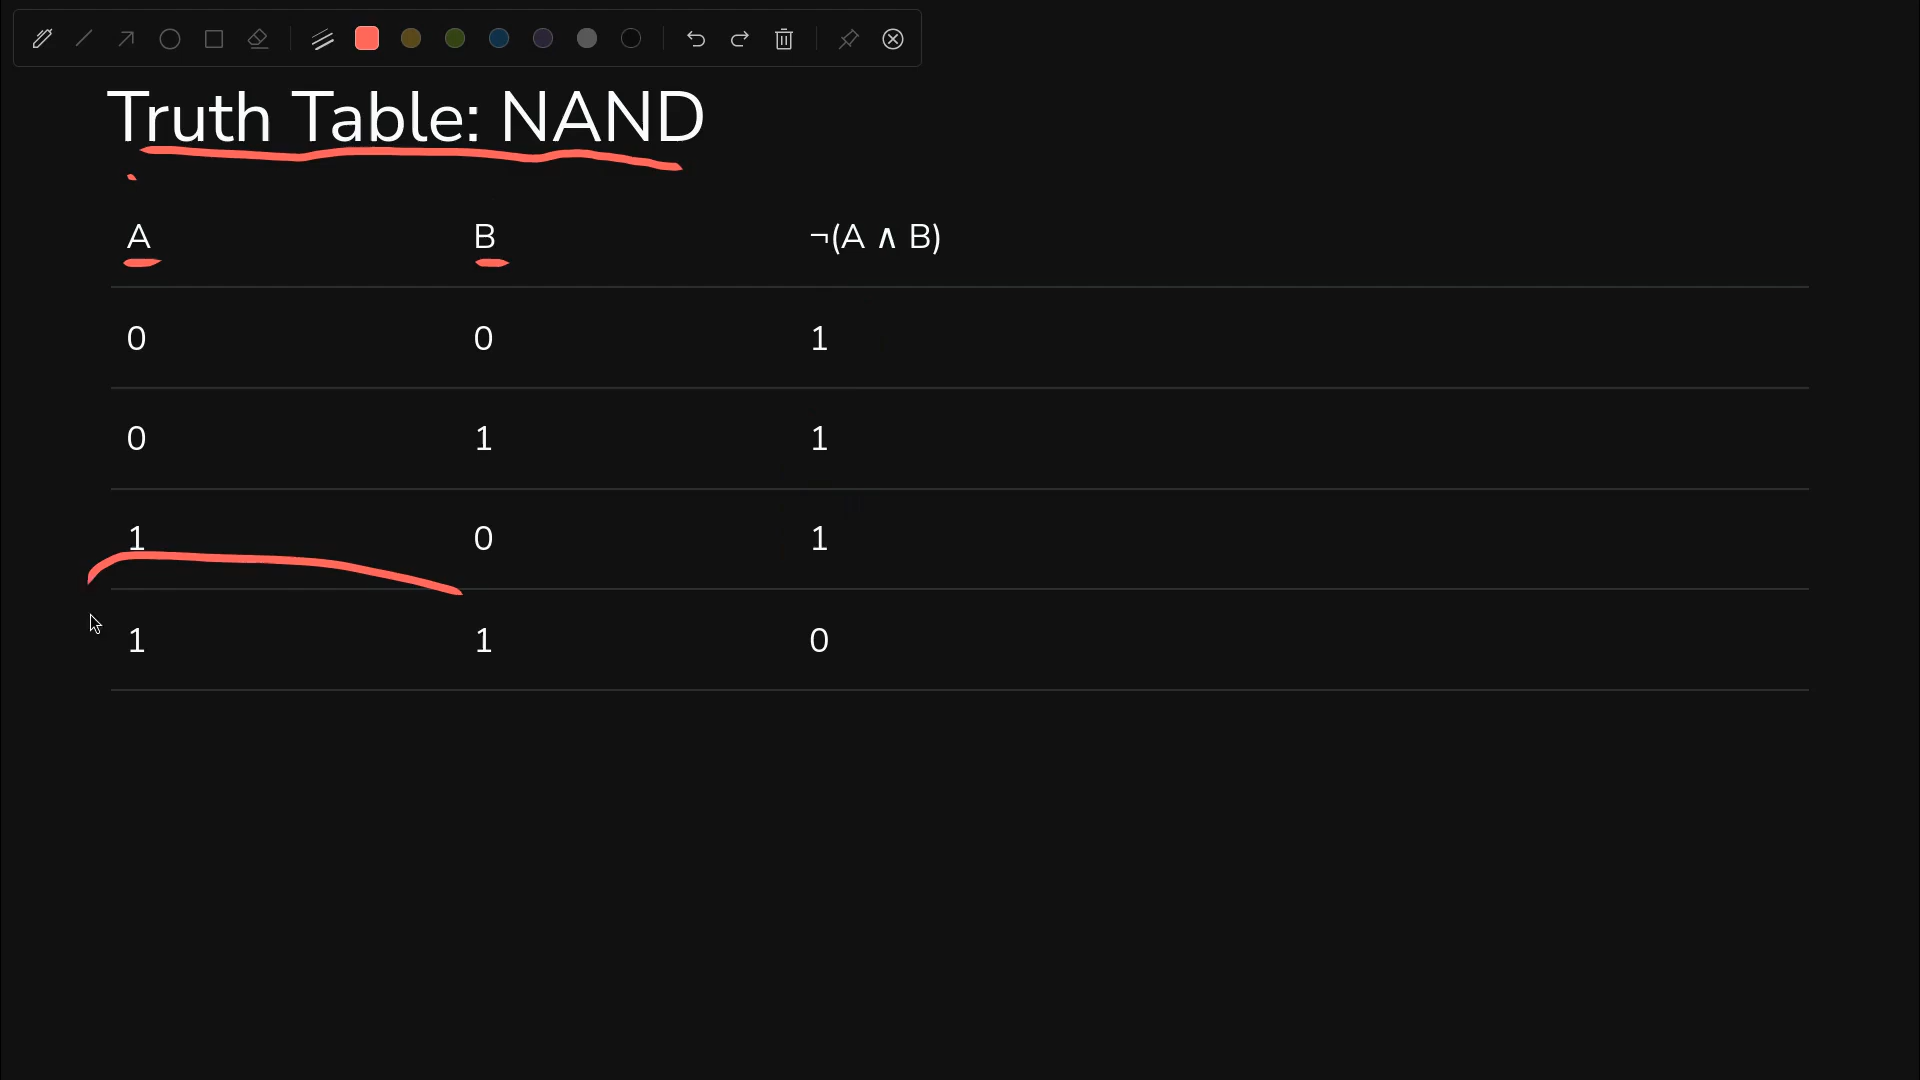 Truth Table: NAND
A B ¬(A ∧ B)
0 0 1
0 1 1
1 0 1
1 1 0